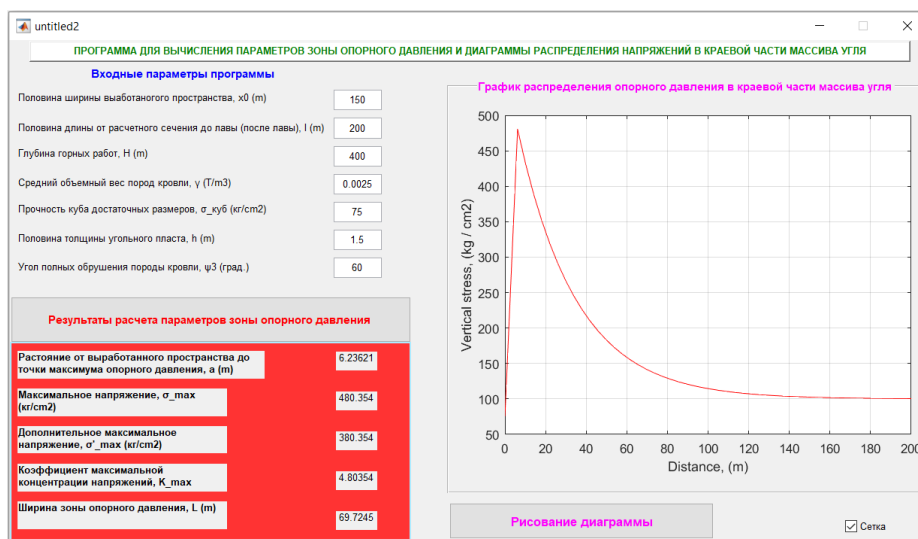 untitled2
ПРОГРАММА ДЛЯ ВЫЧИСЛЕНИЯ ПАРАМЕТРОВ ЗОНЫ ОПОРНОГО ДАВЛЕНИЯ И ДИАГРАММЫ РАСПРЕДЕЛЕНИЯ НАПРЯЖЕНИЙ В КРАЕВОЙ ЧАСТИ МАССИВА УГЛЯ
Входные параметры программы
Половина ширины выаботаного пространства, x0 (m) 150
Половина длины от расчетного сечения до лавы (после лавы), l (m) 200
Глубина горных работ, H (m) 400
Средний объемный вес пород кровли, γ (T/m3) 0.0025
Прочность куба достаточных размеров, σ_куб (кг/cm2) 75
Половина толщины угольного пласта, h (m) 1.5
Угол полных обрушения породы кровли, ψ3 (град.) 60
Результаты расчета параметров зоны опорного давления
Растояние от выработанного пространства до
точки максимума опорного давления, a (m) 6.23621
Максимальное напряжение, σ_max
(кг/cm2) 480.354
Дополнительное максимальное
напряжение, σ'_max (кг/cm2) 380.354
Коэффициент максимальной
концентрации напряжений, K_max 4.80354
Ширина зоны опорного давления, L (m) 69.7245
График распределения опорного давления в краевой части массива угля
500
450
400
350
300
250
200
150
100
50
Vertical stress, (kg / cm2)
0 20 40 60 80 100 120 140 160 180 200
Distance, (m)
Рисование диаграммы
Сетка